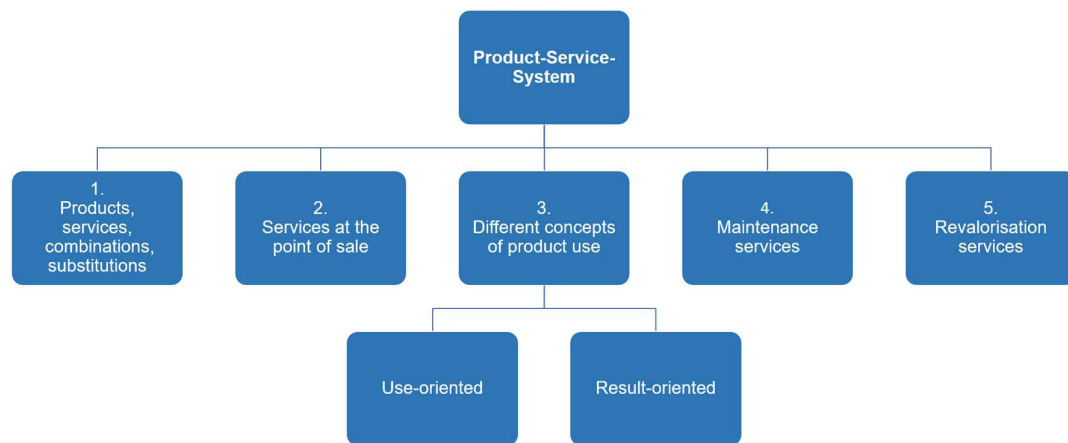 Product-Service-
System
1.
Products,
services,
combinations,
substitutions
2.
Services at the
point of sale
3.
Different concepts
of product use
4.
Maintenance
services
5.
Revalorisation
services
Use-oriented
Result-oriented